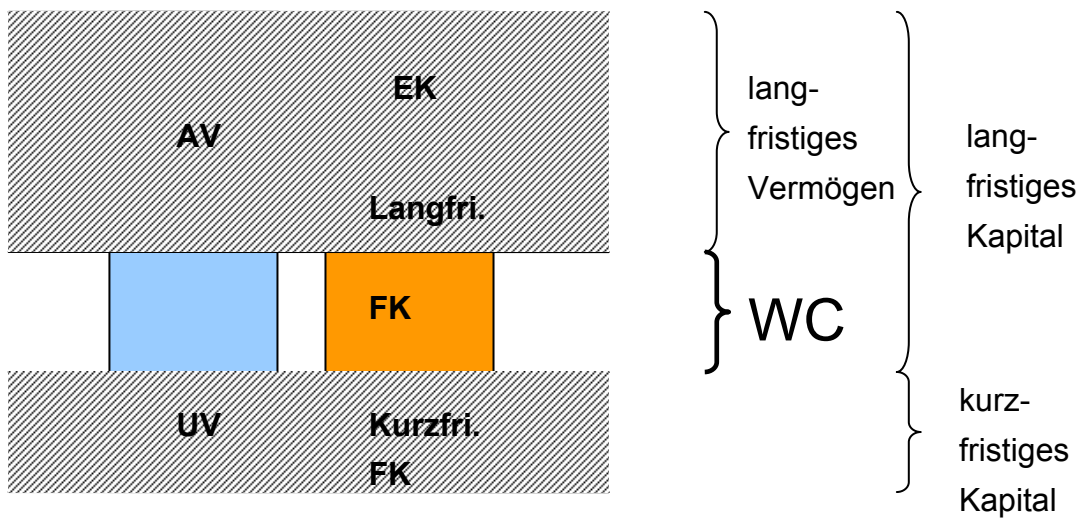 EK
AV
Langfri.
FK
UV
Kurzfri.
FK
lang-
fristiges
Vermögen
WC
lang-
fristiges
Kapital
kurz-
fristiges
Kapital